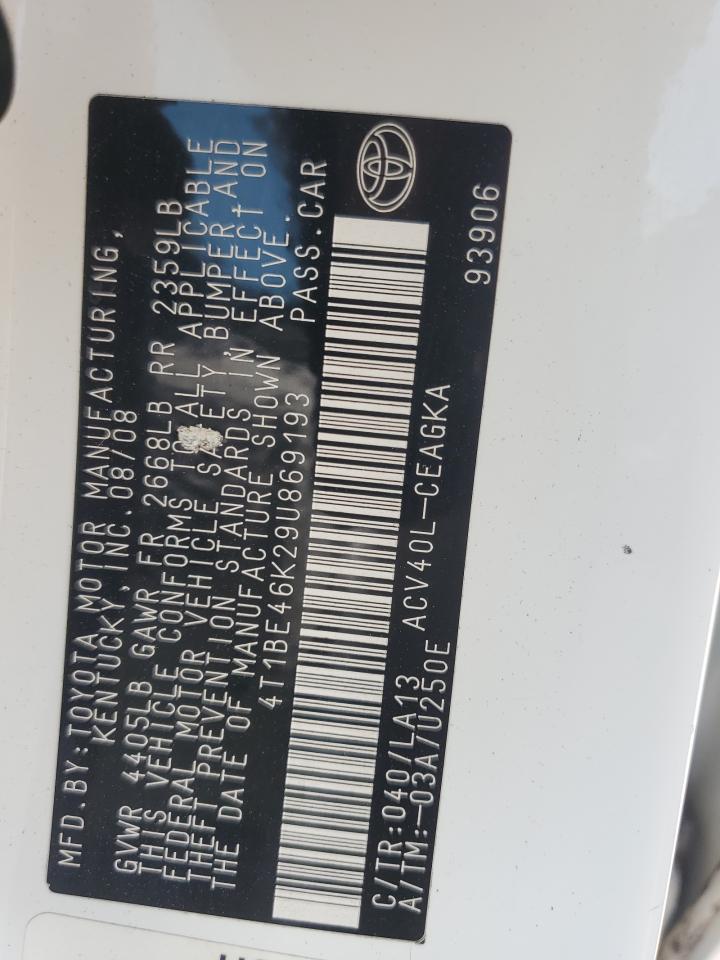 MFD.BY:TOYOTA MOTOR MANUFACTURING,
KENTUCKY, INC. 08/08
GVWR 4405LB GAWR FR 2668LB RR 2359LB
THIS VEHICLE CONFORMS TO ALL APPLICABLE
FEDERAL MOTOR VEHICLE SAFETY, BUMPER AND
THEFT PREVENTION STANDARDS IN EFFECT ON
THE DATE OF MANUFACTURE SHOWN ABOVE.
4T1BE46K29U869193 PASS.CAR
C/TR:040/LA13 ACV40L-CEAGKA
A/TM:-03A/U250E 93906